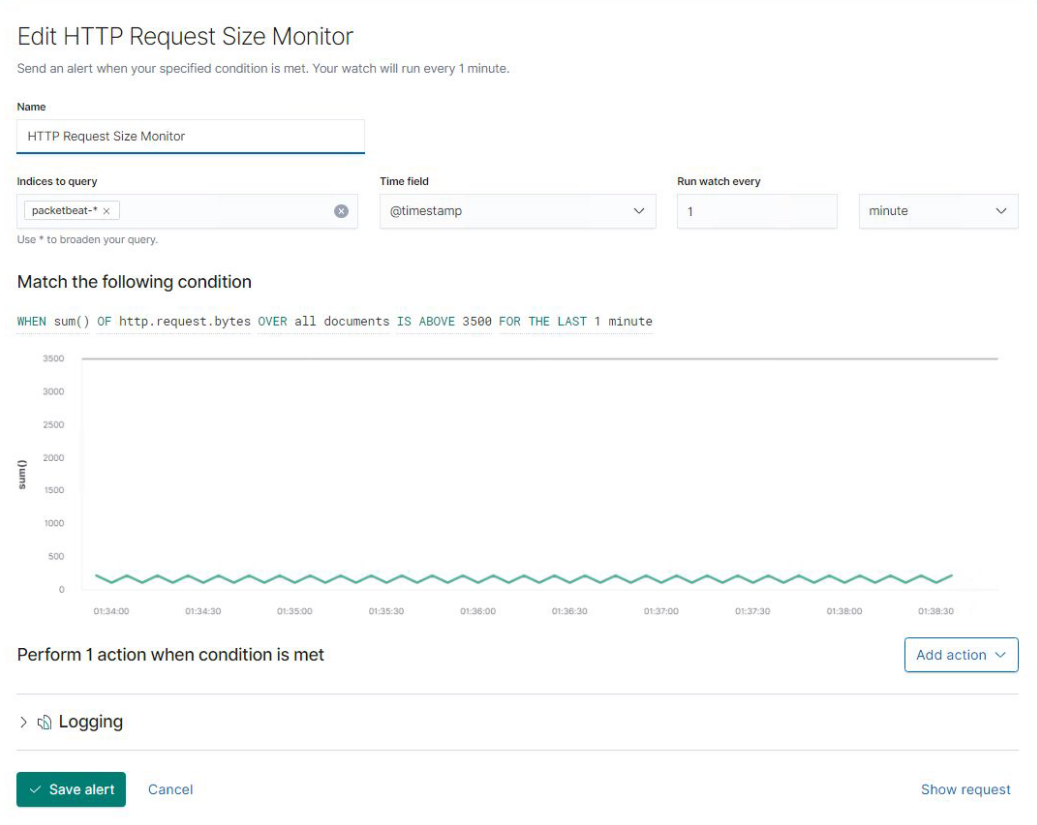 Edit HTTP Request Size Monitor
Send an alert when your specified condition is met. Your watch will run every 1 minute.
Name
HTTP Request Size Monitor
Indices to query Time field Run watch every
packetbeat-* × @timestamp 1 minute
Use * to broaden your query.
Match the following condition
WHEN sum() OF http.request.bytes OVER all documents IS ABOVE 3500 FOR THE LAST 1 minute
3500
3000
2500
2000
1500
1000
500
0
sum()
01:34:00 01:34:30 01:35:00 01:35:30 01:36:00 01:36:30 01:37:00 01:37:30 01:38:00 01:38:30
Perform 1 action when condition is met Add action
Logging
Save alert Cancel Show request